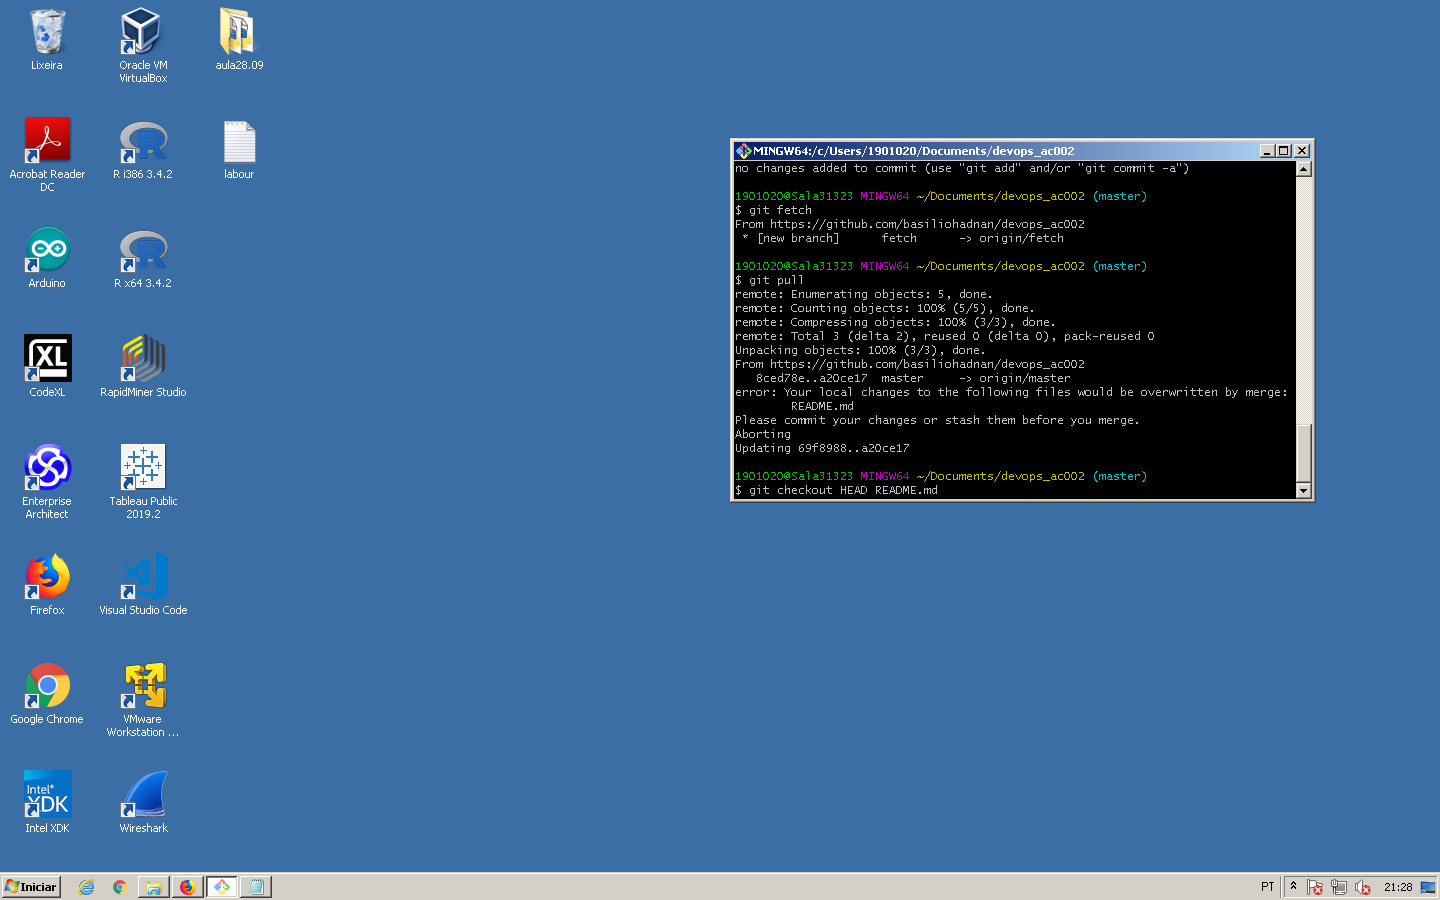 Lixeira
Oracle VM
VirtualBox
aula28.09
Acrobat Reader
DC
R i386 3.4.2
labour
Arduino
R x64 3.4.2
XL
CodeXL
RapidMiner Studio
Enterprise
Architect
Tableau Public
2019.2
Firefox
Visual Studio Code
Google Chrome
VMware
Workstation ...
Intel®
XDK
Intel XDK
Wireshark
MINGW64:/c/Users/1901020/Documents/devops_ac002
no changes added to commit (use "git add" and/or "git commit -a")
1901020@Sala31323 MINGW64 ~/Documents/devops_ac002 (master)
$ git fetch
From https://github.com/basiliohadnan/devops_ac002
* [new branch]      fetch      -> origin/fetch
1901020@Sala31323 MINGW64 ~/Documents/devops_ac002 (master)
$ git pull
remote: Enumerating objects: 5, done.
remote: Counting objects: 100% (5/5), done.
remote: Compressing objects: 100% (3/3), done.
remote: Total 3 (delta 2), reused 0 (delta 0), pack-reused 0
Unpacking objects: 100% (3/3), done.
From https://github.com/basiliohadnan/devops_ac002
8ced78e..a20ce17  master     -> origin/master
error: Your local changes to the following files would be overwritten by merge:
README.md
Please commit your changes or stash them before you merge.
Aborting
Updating 69f8988..a20ce17
1901020@Sala31323 MINGW64 ~/Documents/devops_ac002 (master)
$ git checkout HEAD README.md
Iniciar
PT
21:28